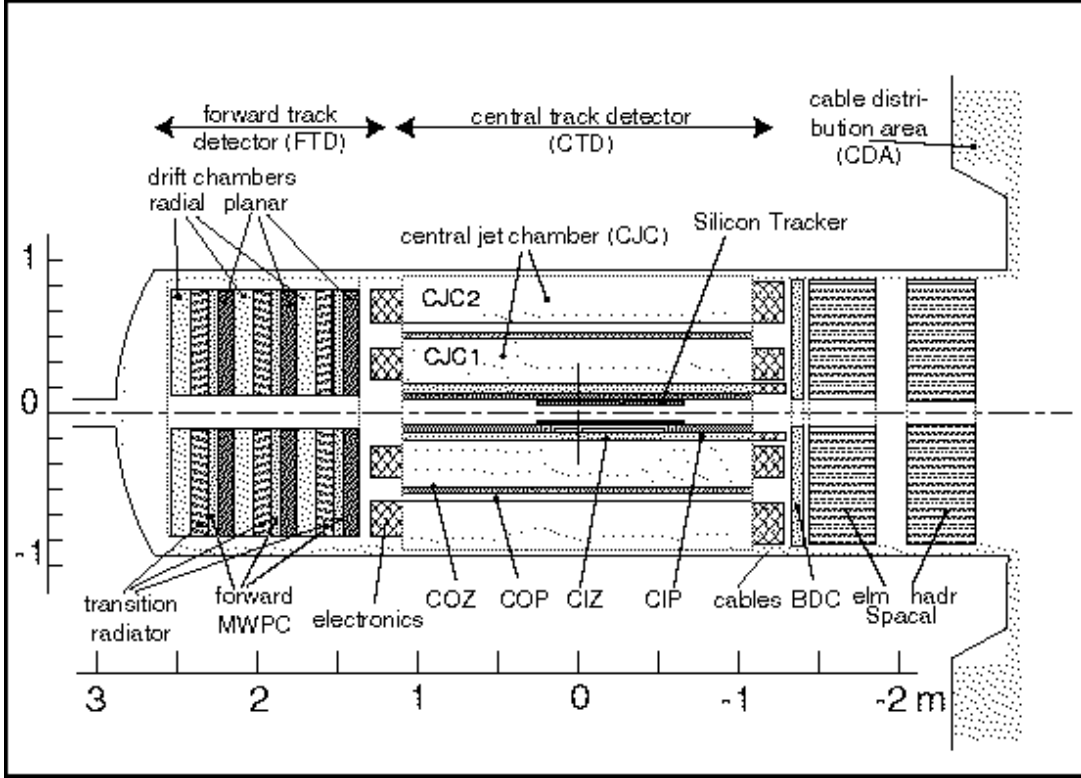 forward track
detector (FTD)
central track detector
(CTD)
cable distri-
bution area
(CDA)
drift chambers
radial planar
Silicon Tracker
central jet chamber (CJC)
1
CJC2
CJC1
0
-1
transition
radiator
forward
MWPC
electronics
COZ COP CIZ CIP cables BDC elm hadr
Spacal
3 2 1 0 -1 -2 m